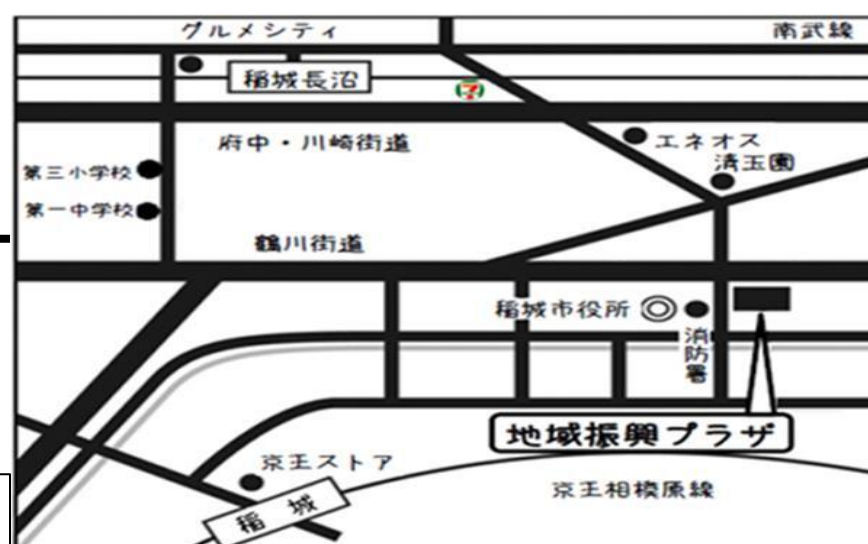 グルメシティ
南武線
稲城長沼
7
府中・川崎街道
エネオス
済玉園
第三小学校
第一中学校
鶴川街道
稲城市役所
消防署
地域振興プラザ
京王ストア
稲城
京王相模原線